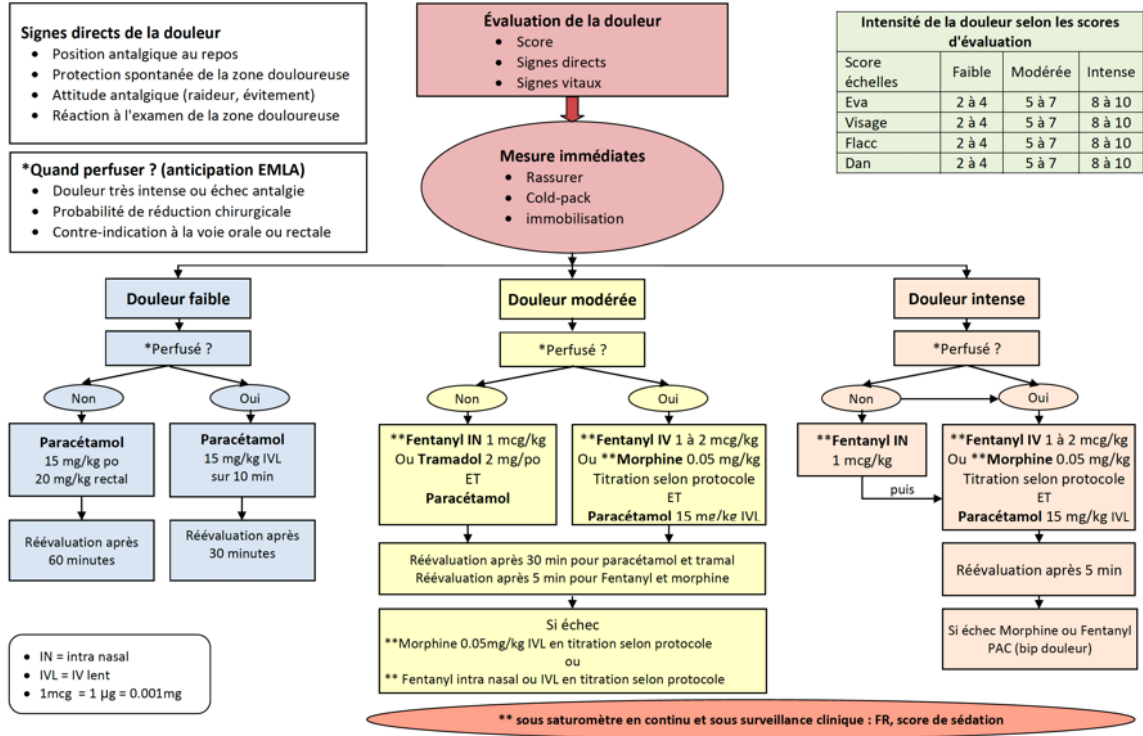 Signes directs de la douleur
• Position antalgique au repos
• Protection spontanée de la zone douloureuse
• Attitude antalgique (raideur, évitement)
• Réaction à l'examen de la zone douloureuse
*Quand perfuser ? (anticipation EMLA)
• Douleur très intense ou échec antalgie
• Probabilité de réduction chirurgicale
• Contre-indication à la voie orale ou rectale
Évaluation de la douleur
• Score
• Signes directs
• Signes vitaux
Mesure immédiates
• Rassurer
• Cold-pack
• immobilisation
Intensité de la douleur selon les scores
d'évaluation
Score
échelles
Faible
Modérée
Intense
Eva 2 à 4 5 à 7 8 à 10
Visage 2 à 4 5 à 7 8 à 10
Flacc 2 à 4 5 à 7 8 à 10
Dan 2 à 4 5 à 7 8 à 10
Douleur faible
*Perfusé ?
Non
Oui
Paracétamol
15 mg/kg po
20 mg/kg rectal
Paracétamol
15 mg/kg IVL
sur 10 min
Réévaluation après
60 minutes
Réévaluation après
30 minutes
Douleur modérée
*Perfusé ?
Non
Oui
**Fentanyl IN 1 mcg/kg
Ou Tramadol 2 mg/po
ET
Paracétamol
**Fentanyl IV 1 à 2 mcg/kg
Ou **Morphine 0.05 mg/kg
Titration selon protocole
ET
Paracétamol 15 mg/kg IVL
Réévaluation après 30 min pour paracétamol et tramal
Réévaluation après 5 min pour Fentanyl et morphine
Si échec
**Morphine 0.05mg/kg IVL en titration selon protocole
ou
** Fentanyl intra nasal ou IVL en titration selon protocole
Douleur intense
*Perfusé ?
Non
Oui
**Fentanyl IN
1 mcg/kg
puis
**Fentanyl IV 1 à 2 mcg/kg
Ou **Morphine 0.05 mg/kg
Titration selon protocole
ET
Paracétamol 15 mg/kg IVL
Réévaluation après 5 min
Si échec Morphine ou Fentanyl
PAC (bip douleur)
• IN = intra nasal
• IVL = IV lent
• 1mcg = 1 µg = 0.001mg
** sous saturomètre en continu et sous surveillance clinique : FR, score de sédation